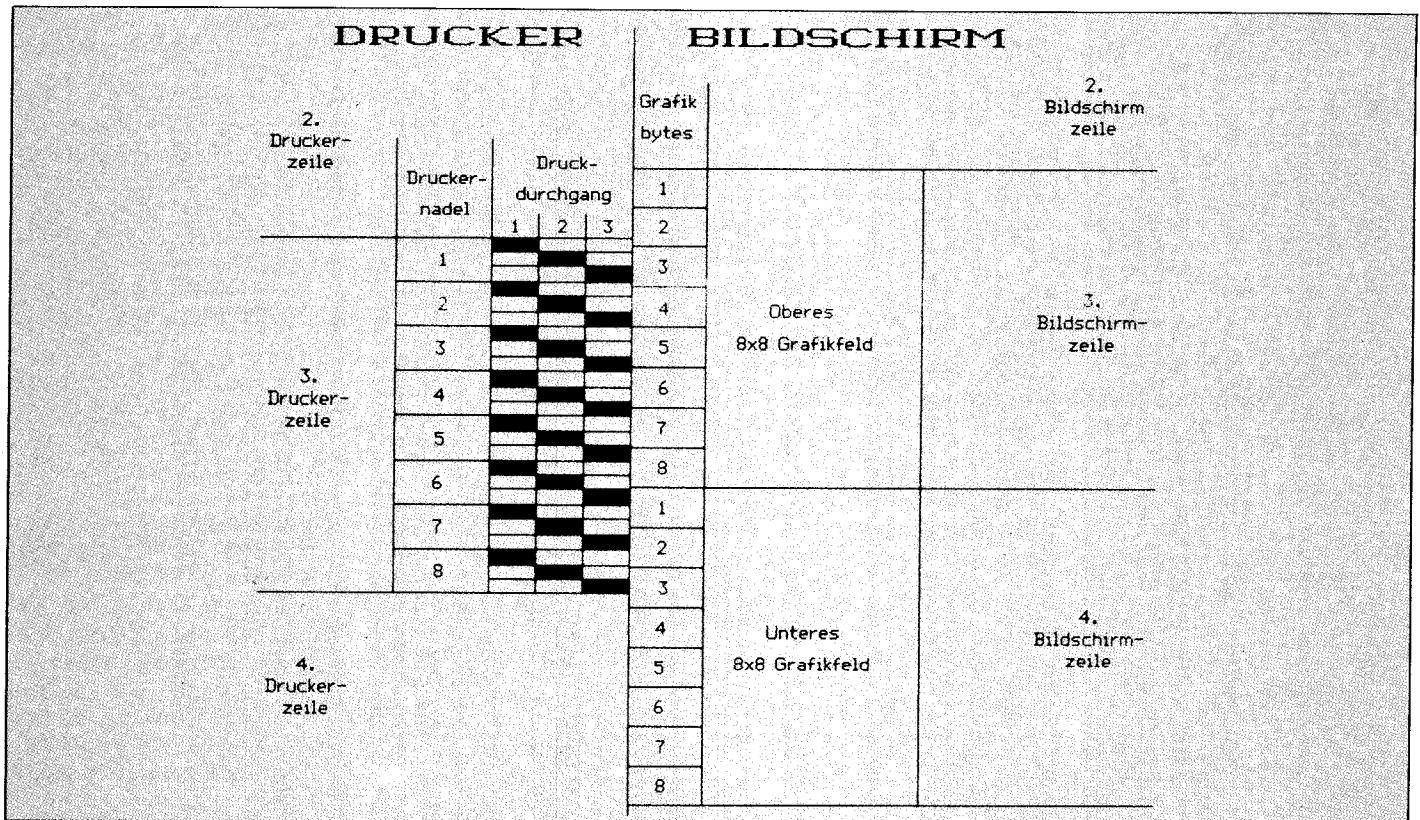 DRUCKER
BILDSCHIRM
2.
Drucker-
zeile
Drucker-
nadel
Druck-
durchgang
1 2 3
1
2
3
4
5
6
7
8
3.
Drucker-
zeile
4.
Drucker-
zeile
Grafik
bytes
1
2
3
4
5
6
7
8
1
2
3
4
5
6
7
8
Oberes
8x8 Grafikfeld
Unteres
8x8 Grafikfeld
2.
Bildschirm
zeile
3.
Bildschirm-
zeile
4.
Bildschirm-
zeile